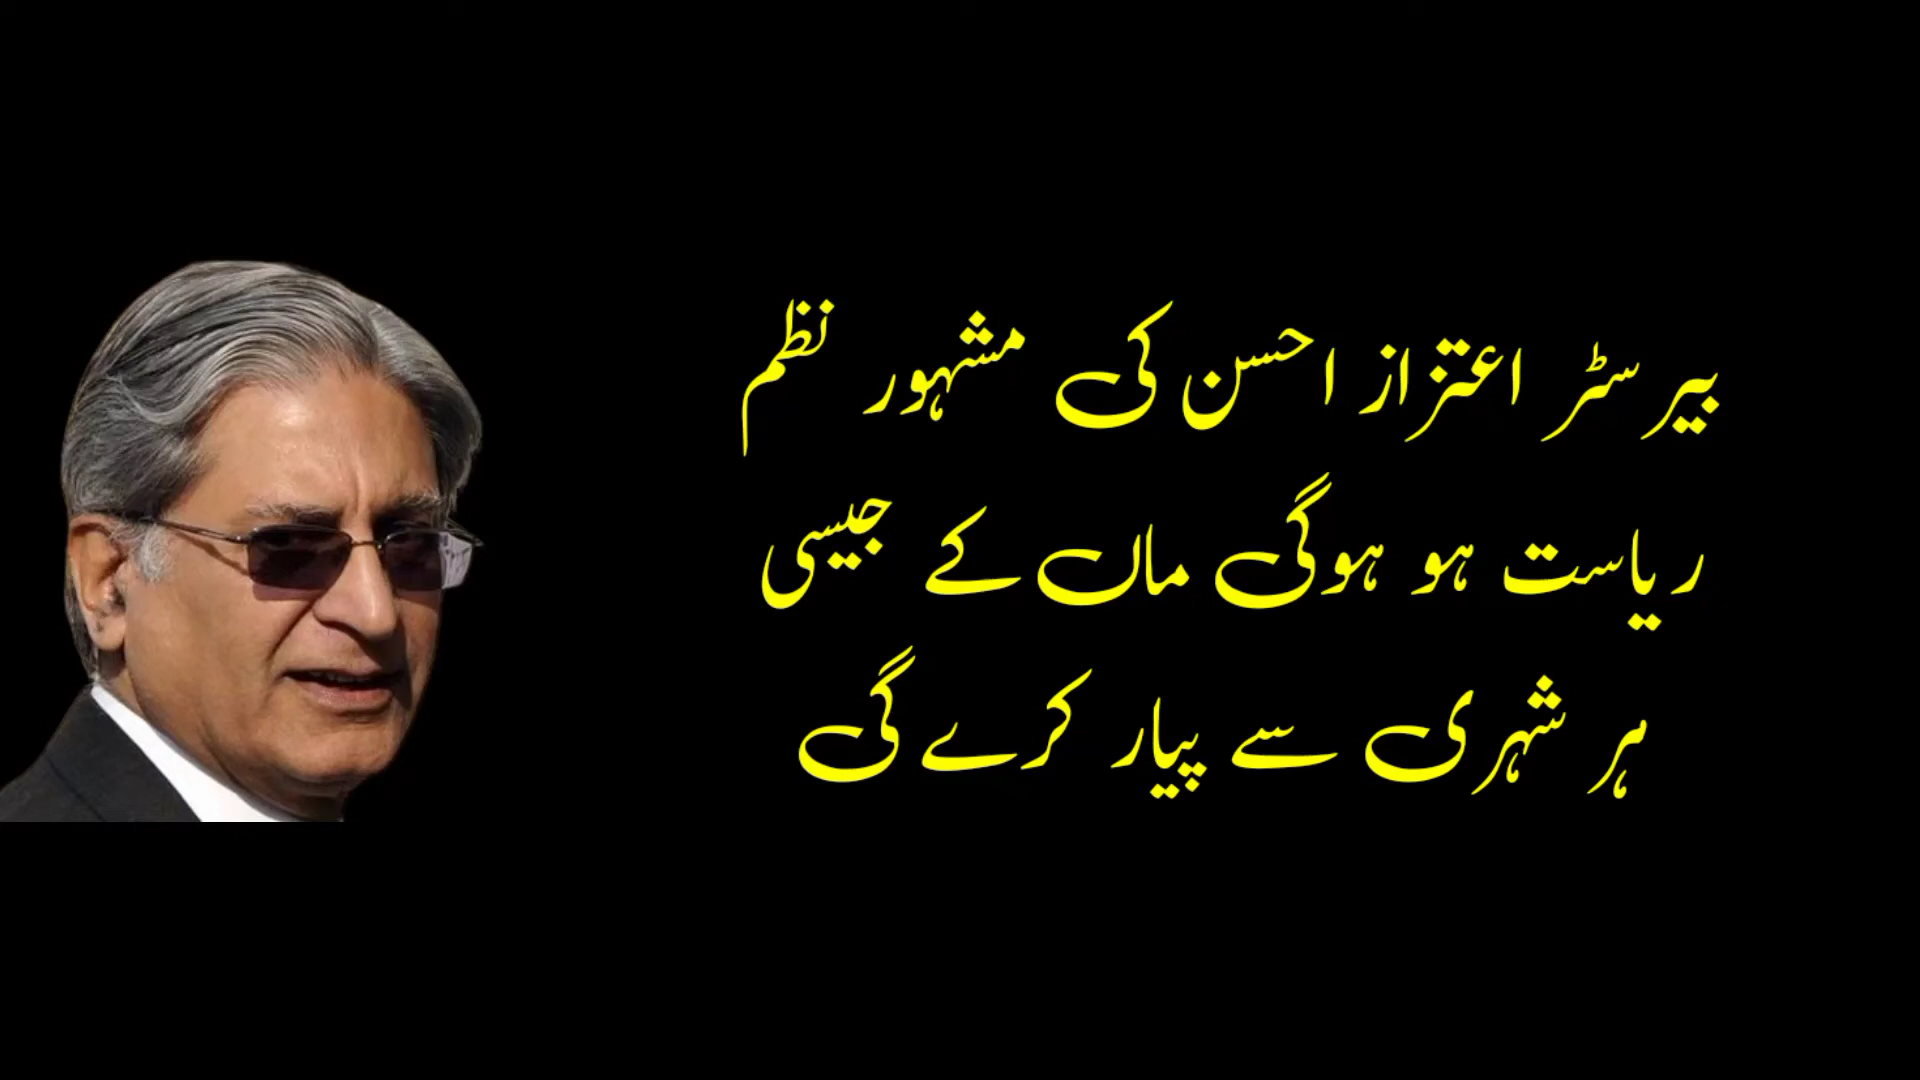 بیرسٹر اعتزاز احسن کی مشہور نظم
ریاست ہو ہوگی ماں کے جیسی
ہر شہری سے پیار کرے گی